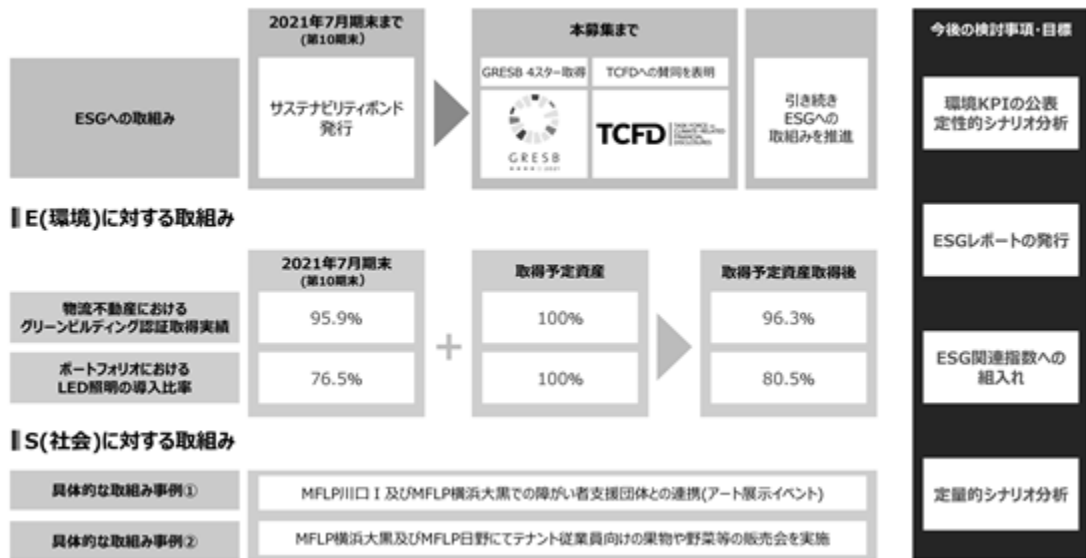 2021年7月期末まで
(第10期末)
本募集まで
今後の検討事項・目標
ESGへの取組み
サステナビリティボンド
発行
GRESB 4スター取得
TCFDへの賛同を表明
GRESB
2021
TCFD
TASK FORCE ON
CLIMATE-RELATED
FINANCIAL
DISCLOSURES
引き続き
ESGへの
取組みを推進
環境KPIの公表
定性的シナリオ分析
E(環境)に対する取組み
ESGレポートの発行
2021年7月期末
(第10期末)
取得予定資産
取得予定資産取得後
物流不動産における
グリーンビルディング認証取得実績
95.9%
100%
96.3%
+
ポートフォリオにおける
LED照明の導入比率
76.5%
100%
80.5%
ESG関連指数への
組入れ
S(社会)に対する取組み
具体的な取組み事例①
MFLP川口Ⅰ及びMFLP横浜大黒での障がい者支援団体との連携(アート展示イベント)
定量的シナリオ分析
具体的な取組み事例②
MFLP横浜大黒及びMFLP日野にてテナント従業員向けの果物や野菜等の販売会を実施